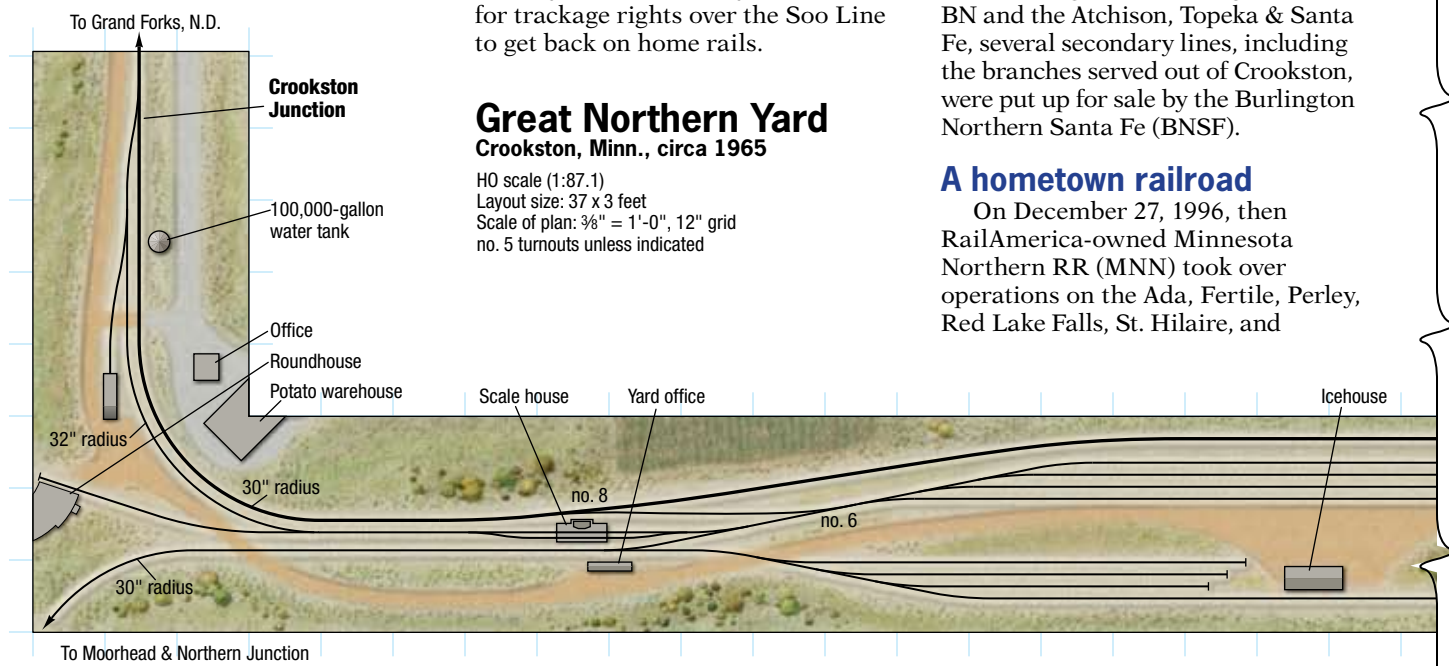 for trackage rights over the Soo Line
to get back on home rails.
Great Northern Yard
Crookston, Minn., circa 1965
HO scale (1:87.1)
Layout size: 37 x 3 feet
Scale of plan: ⅜" = 1'-0", 12" grid
no. 5 turnouts unless indicated
BN and the Atchison, Topeka & Santa
Fe, several secondary lines, including
the branches served out of Crookston,
were put up for sale by the Burlington
Northern Santa Fe (BNSF).
A hometown railroad
On December 27, 1996, then
RailAmerica-owned Minnesota
Northern RR (MNN) took over
operations on the Ada, Fertile, Perley,
Red Lake Falls, St. Hilaire, and
To Grand Forks, N.D.
Crookston
Junction
100,000-gallon
water tank
Office
Roundhouse
Potato warehouse
Scale house
Yard office
Icehouse
32" radius
30" radius
no. 8
no. 6
30" radius
To Moorhead & Northern Junction